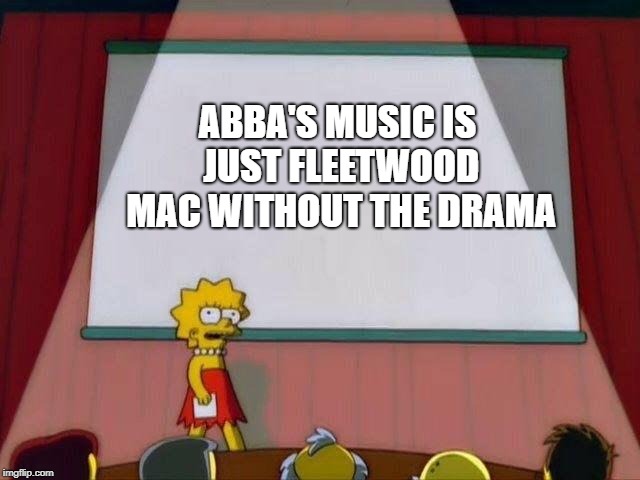 ABBA'S MUSIC IS
JUST FLEETWOOD
MAC WITHOUT THE DRAMA
imgflip.com